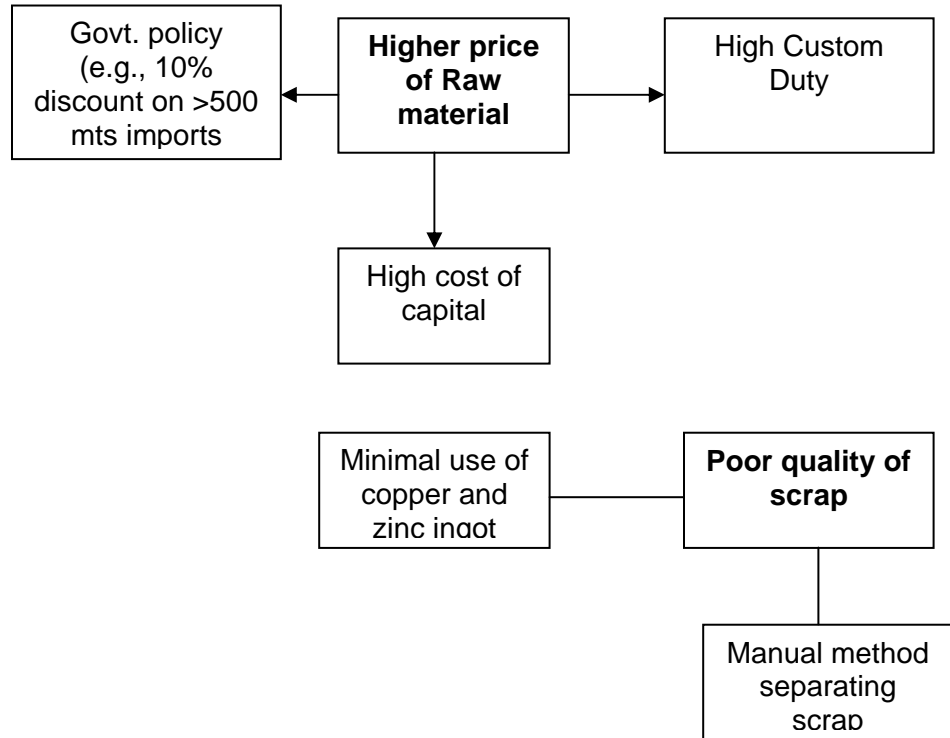 Govt. policy
(e.g., 10%
discount on >500
mts imports
Higher price
of Raw
material
High Custom
Duty
High cost of
capital
Minimal use of
copper and
zinc ingot
Poor quality of
scrap
Manual method
separating
scrap